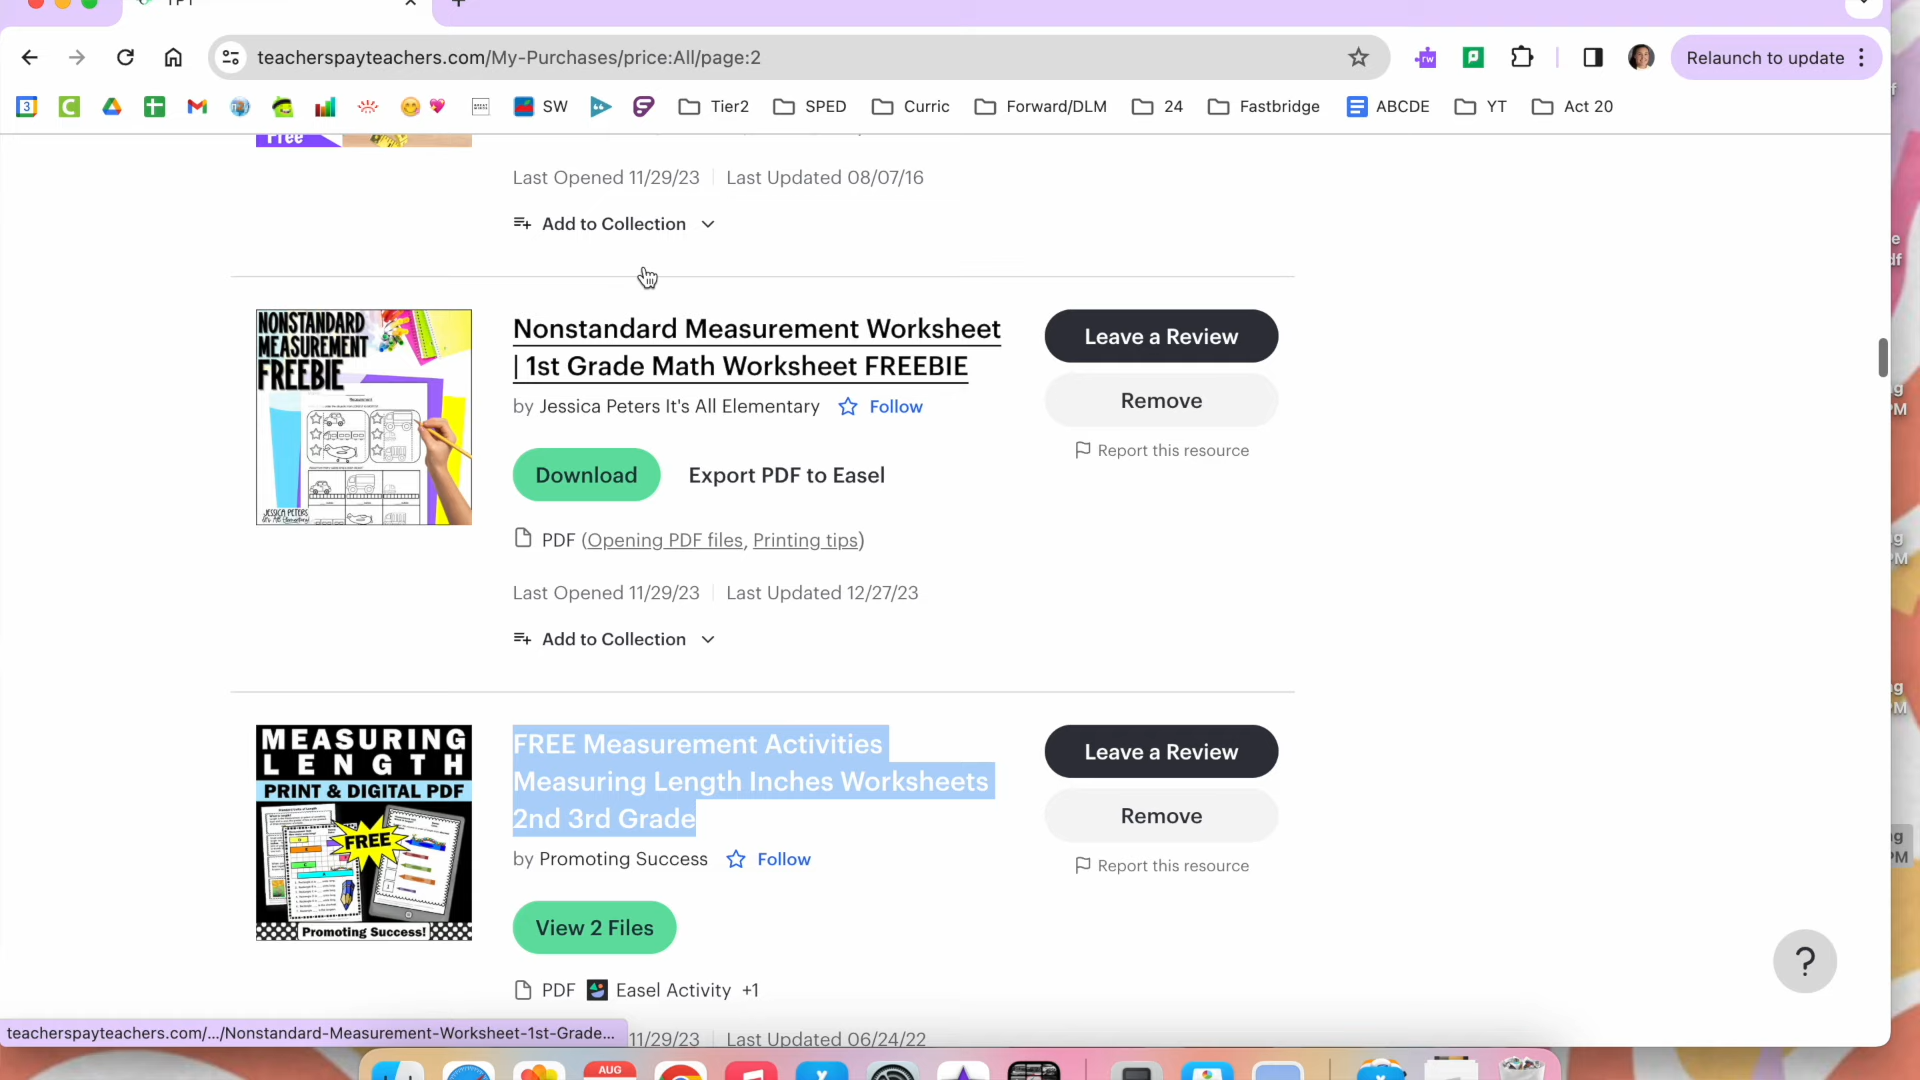 teacherspayteachers.com/My-Purchases/price:All/page:2
Relaunch to update
SW
Tier2
SPED
Curric
Forward/DLM
24
Fastbridge
ABCDE
YT
Act 20
Free
Last Opened 11/29/23 Last Updated 08/07/16
Add to Collection
NONSTANDARD
MEASUREMENT
FREEBIE
JESSICA PETERS
It's All Elementary
Nonstandard Measurement Worksheet
| 1st Grade Math Worksheet FREEBIE
by Jessica Peters It's All Elementary Follow
Download Export PDF to Easel
PDF (Opening PDF files, Printing tips)
Last Opened 11/29/23 Last Updated 12/27/23
Add to Collection
Leave a Review
Remove
Report this resource
MEASURING
LENGTH
PRINT & DIGITAL PDF
FREE
Promoting Success!
FREE Measurement Activities
Measuring Length Inches Worksheets
2nd 3rd Grade
by Promoting Success Follow
View 2 Files
PDF Easel Activity +1
11/29/23 Last Updated 06/24/22
Leave a Review
Remove
Report this resource
?
teacherspayteachers.com/.../Nonstandard-Measurement-Worksheet-1st-Grade...
AUG